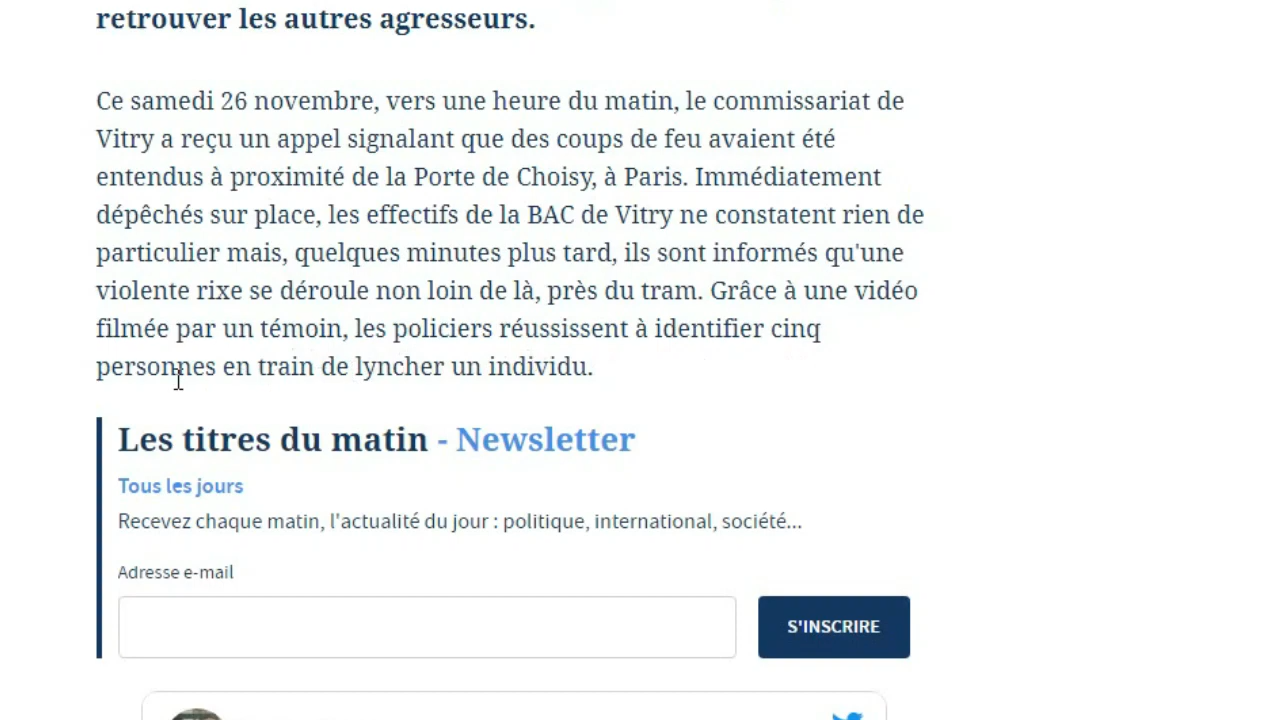 retrouver les autres agresseurs.
Ce samedi 26 novembre, vers une heure du matin, le commissariat de
Vitry a reçu un appel signalant que des coups de feu avaient été
entendus à proximité de la Porte de Choisy, à Paris. Immédiatement
dépêchés sur place, les effectifs de la BAC de Vitry ne constatent rien de
particulier mais, quelques minutes plus tard, ils sont informés qu'une
violente rixe se déroule non loin de là, près du tram. Grâce à une vidéo
filmée par un témoin, les policiers réussissent à identifier cinq
personnes en train de lyncher un individu.
Les titres du matin - Newsletter
Tous les jours
Recevez chaque matin, l'actualité du jour : politique, international, société...
Adresse e-mail
S'INSCRIRE